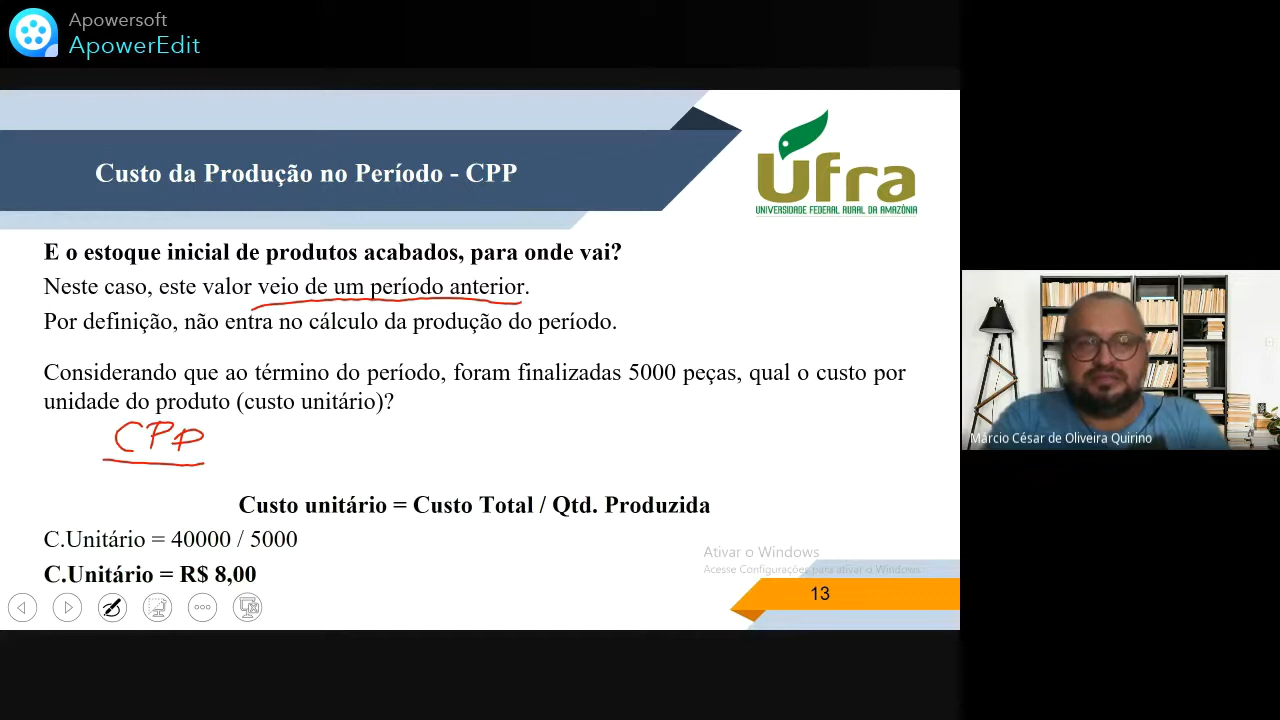 Apowersoft
ApowerEdit
Custo da Produção no Período - CPP
Ufra
UNIVERSIDADE FEDERAL RURAL DA AMAZÔNIA
E o estoque inicial de produtos acabados, para onde vai?
Neste caso, este valor veio de um período anterior.
Por definição, não entra no cálculo da produção do período.
Considerando que ao término do período, foram finalizadas 5000 peças, qual o custo por
unidade do produto (custo unitário)?
CPP
Custo unitário = Custo Total / Qtd. Produzida
C.Unitário = 40000 / 5000
C.Unitário = R$ 8,00
Ativar o Windows
Acesse Configurações para ativar o Windows.
13
Márcio César de Oliveira Quirino